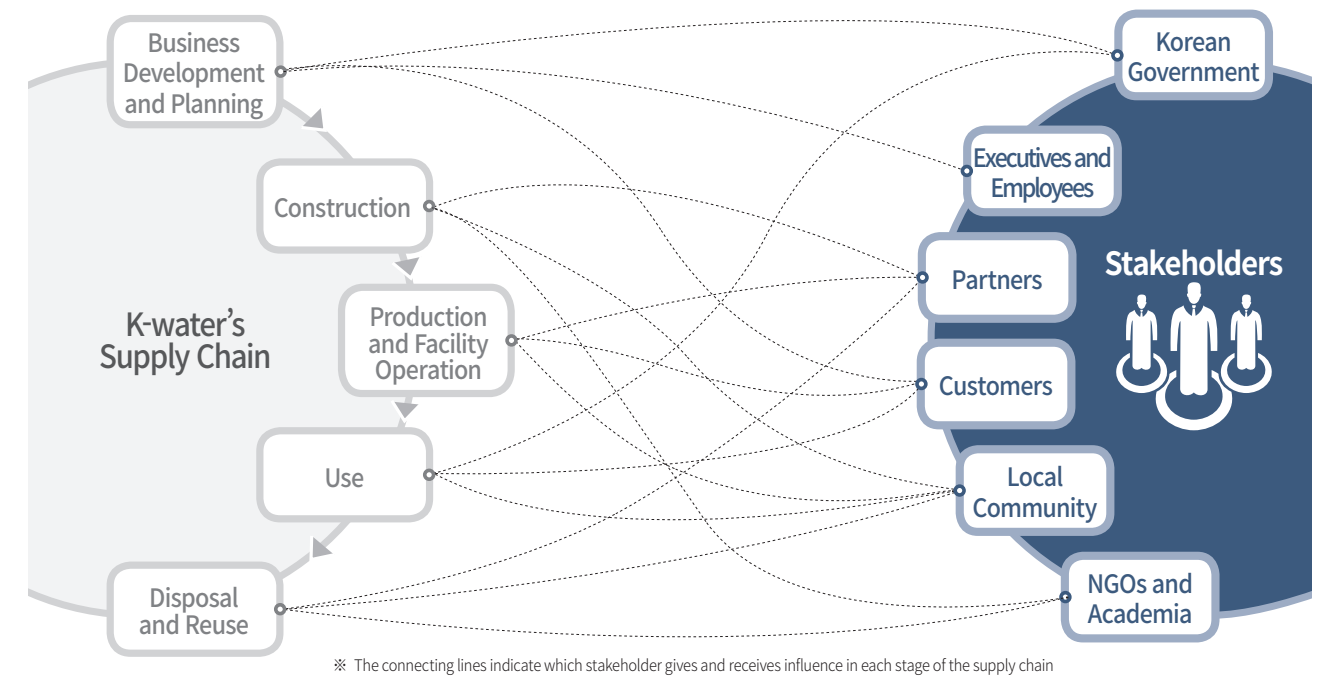 Business
Development
and Planning
Construction
Production
and Facility
Operation
Use
Disposal
and Reuse
K-water’s
Supply Chain
Korean
Government
Executives and
Employees
Partners
Customers
Local
Community
NGOs and
Academia
Stakeholders
※ The connecting lines indicate which stakeholder gives and receives influence in each stage of the supply chain